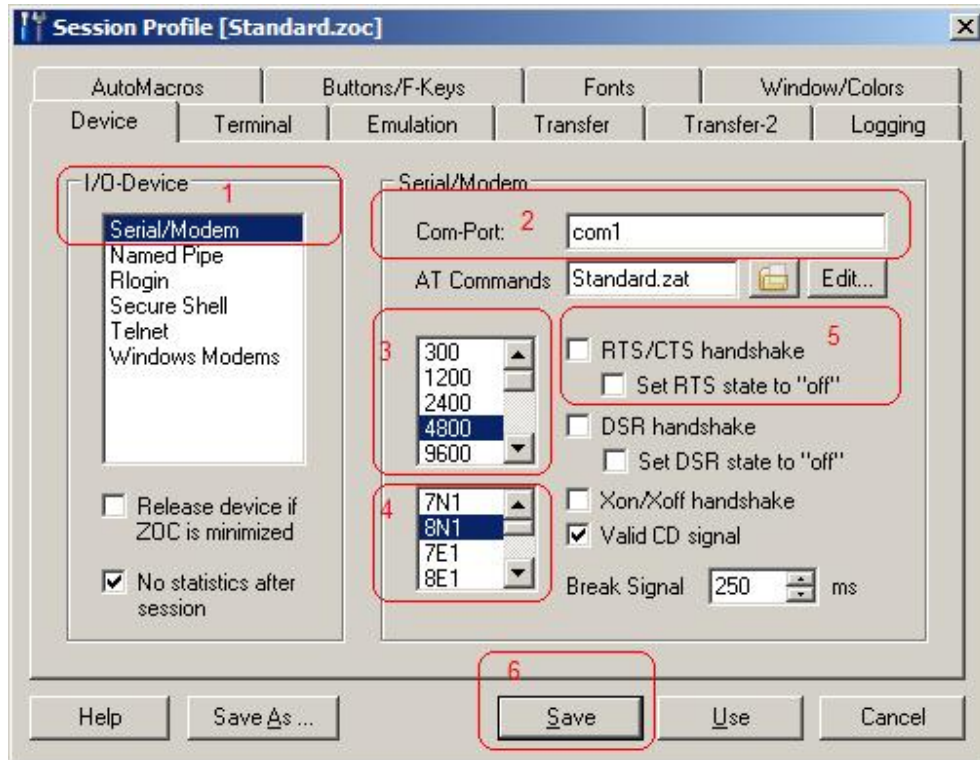 Session Profile [Standard.zoc]
AutoMacros Buttons/F-Keys Fonts Window/Colors
Device Terminal Emulation Transfer Transfer-2 Logging
I/O-Device
1
Serial/Modem
Named Pipe
Rlogin
Secure Shell
Telnet
Windows Modems
Release device if
ZOC is minimized
No statistics after
session
Serial/Modem
Com-Port: 2 com1
AT Commands Standard.zat Edit...
3
300
1200
2400
4800
9600
4
7N1
8N1
7E1
8E1
5
RTS/CTS handshake
Set RTS state to "off"
DSR handshake
Set DSR state to "off"
Xon/Xoff handshake
Valid CD signal
Break Signal 250 ms
6
Help Save As ... Save Use Cancel